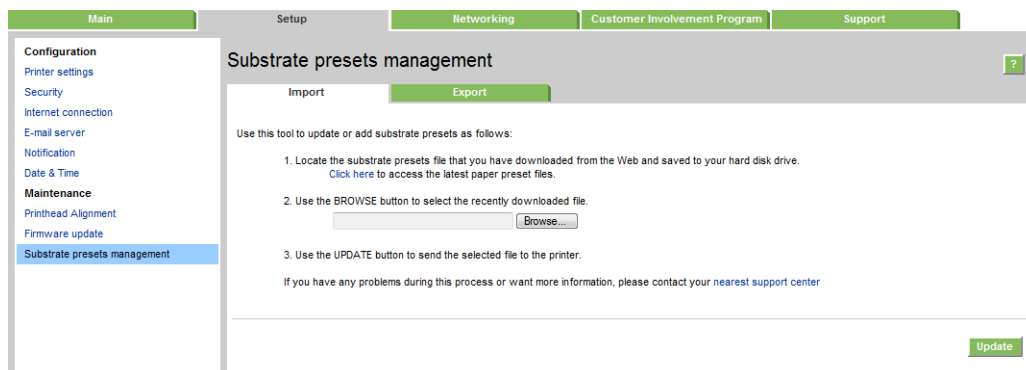 Main
Setup
Networking
Customer Involvement Program
Support
Configuration
Printer settings
Security
Internet connection
E-mail server
Notification
Date & Time
Maintenance
Printhead Alignment
Firmware update
Substrate presets management
Substrate presets management
?
Import
Export
Use this tool to update or add substrate presets as follows:
1. Locate the substrate presets file that you have downloaded from the Web and saved to your hard disk drive.
Click here to access the latest paper preset files.
2. Use the BROWSE button to select the recently downloaded file.
Browse...
3. Use the UPDATE button to send the selected file to the printer.
If you have any problems during this process or want more information, please contact your nearest support center
Update